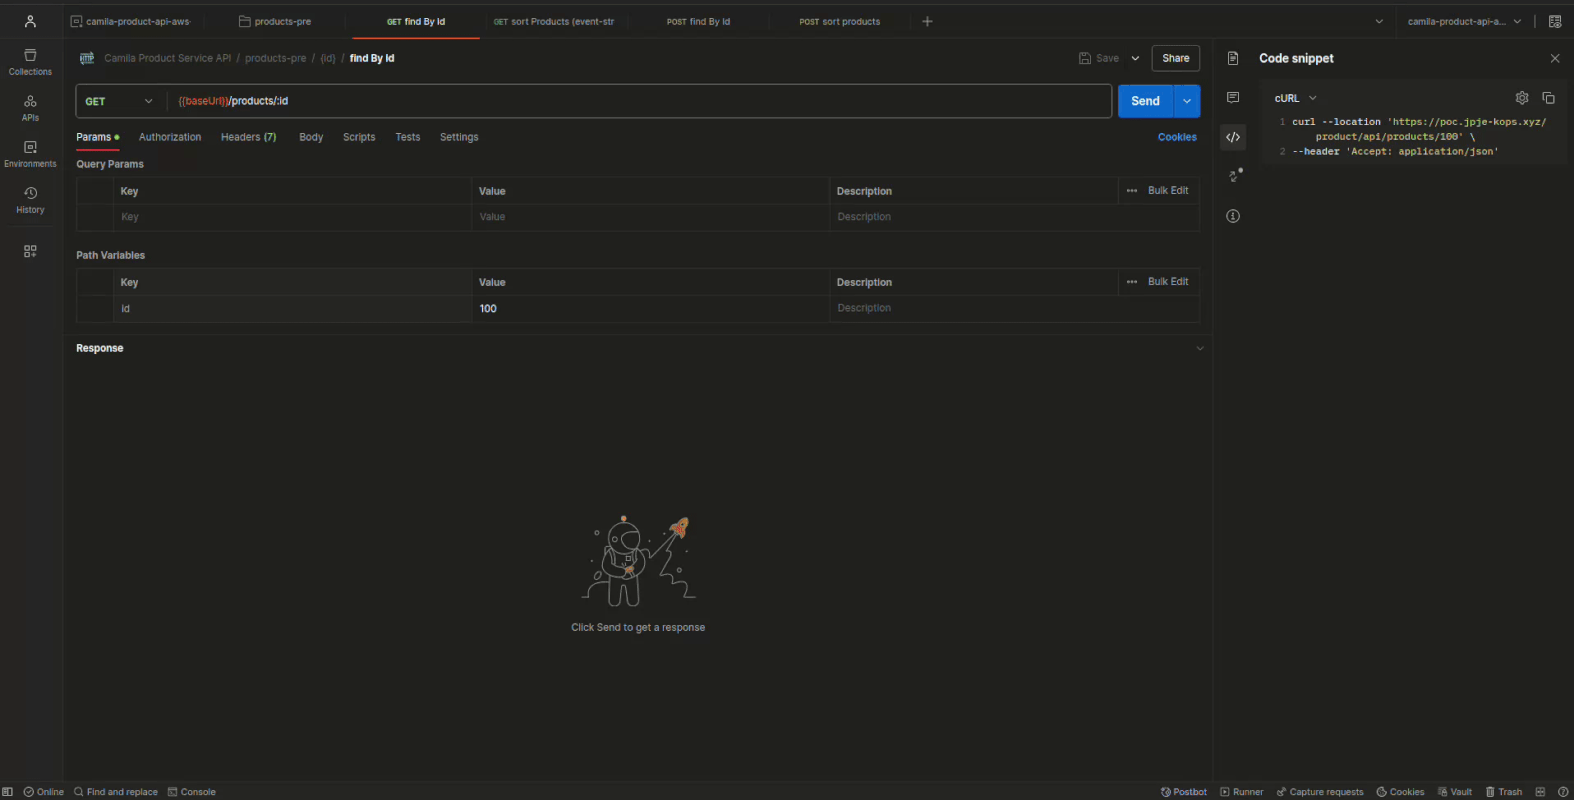 camila-product-api-aws-
products-pre
GET find By Id
GET sort Products (event-str
POST find By Id
POST sort products
camila-product-api-a...
Collections
APIs
Environments
History
HTTP
Camila Product Service API / products-pre / {id} / find By Id
Save
Share
GET
{{baseUrl}}/products/:id
Send
Params
Authorization
Headers (7)
Body
Scripts
Tests
Settings
Cookies
Query Params
Key Value Description ••• Bulk Edit
Key Value Description
Path Variables
Key Value Description ••• Bulk Edit
id 100 Description
Response
Click Send to get a response
Code snippet
cURL
1 curl --location 'https://poc.jpje-kops.xyz/
product/api/products/100' \
2 --header 'Accept: application/json'
Online
Find and replace
Console
Postbot
Runner
Capture requests
Cookies
Vault
Trash